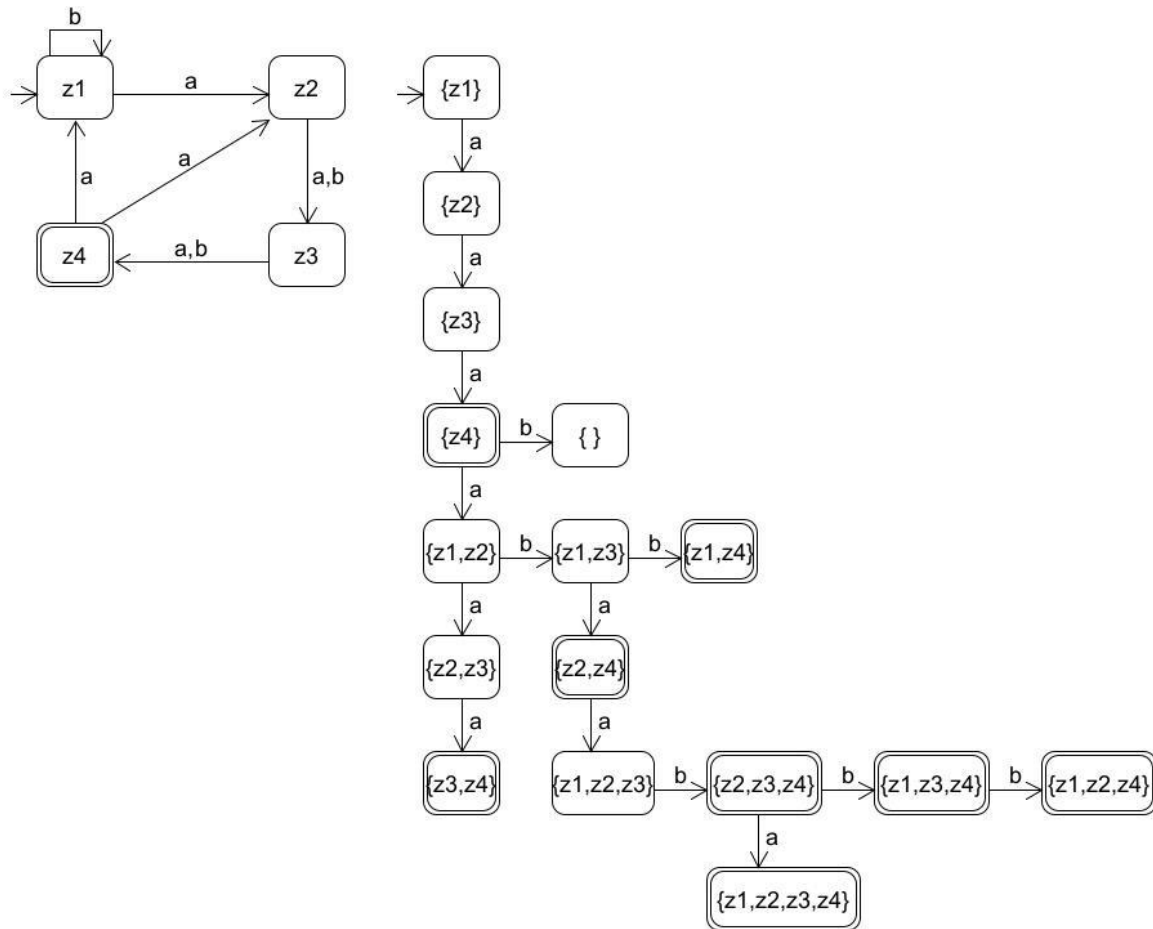 b
z1
a
z2
{z1}
a
a
a
a,b
{z2}
a
z4
a,b
z3
{z3}
a
{z4}
b
{ }
a
{z1,z2}
b
{z1,z3}
b
{z1,z4}
a
a
{z2,z3}
{z2,z4}
a
a
{z3,z4}
{z1,z2,z3}
b
{z2,z3,z4}
b
{z1,z3,z4}
b
{z1,z2,z4}
a
{z1,z2,z3,z4}